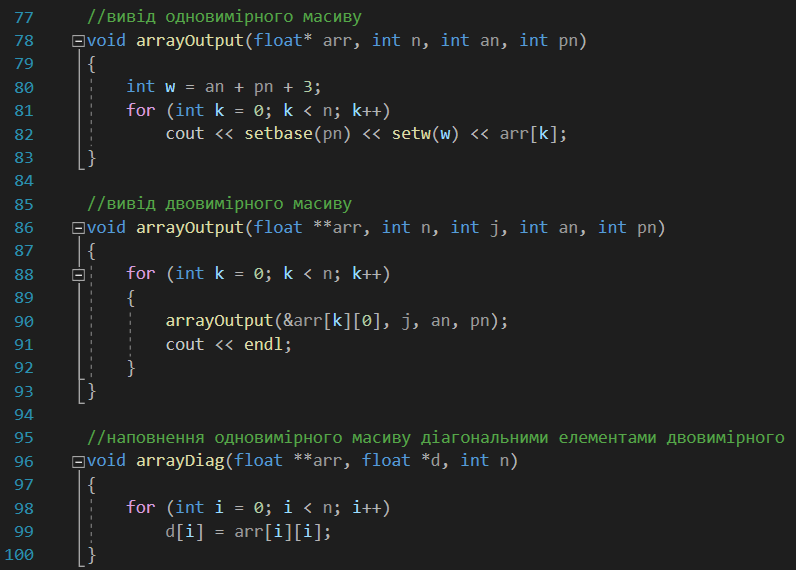 77 //вивід одновимірного масиву
78 void arrayOutput(float* arr, int n, int an, int pn)
79 {
80 int w = an + pn + 3;
81 for (int k = 0; k < n; k++)
82 cout << setbase(pn) << setw(w) << arr[k];
83 }
84
85 //вивід двовимірного масиву
86 void arrayOutput(float **arr, int n, int j, int an, int pn)
87 {
88 for (int k = 0; k < n; k++)
89 {
90 arrayOutput(&arr[k][0], j, an, pn);
91 cout << endl;
92 }
93 }
94
95 //наповнення одновимірного масиву діагональними елементами двовимірного
96 void arrayDiag(float **arr, float *d, int n)
97 {
98 for (int i = 0; i < n; i++)
99 d[i] = arr[i][i];
100 }